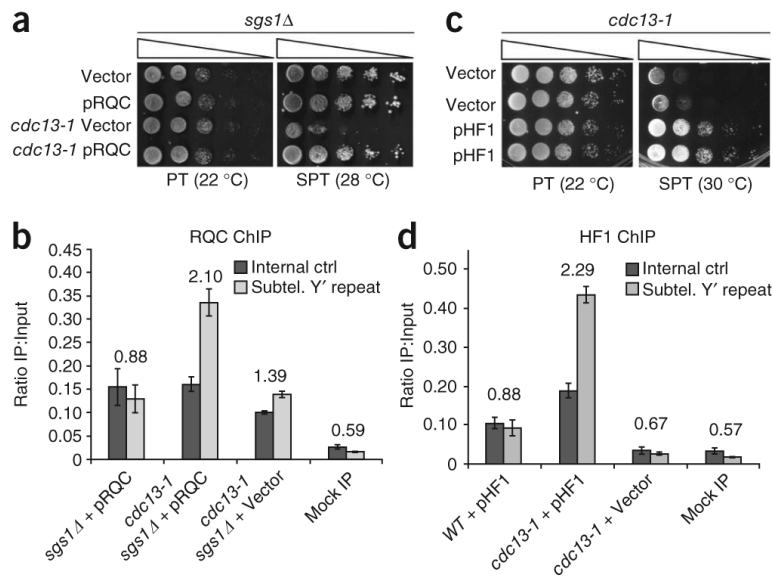 a
sgs1Δ
Vector
pRQC
cdc13-1 Vector
cdc13-1 pRQC
PT (22 °C)
SPT (28 °C)
c
cdc13-1
Vector
Vector
pHF1
pHF1
PT (22 °C)
SPT (30 °C)
b
RQC ChIP
Ratio IP:Input
0.45
0.40
0.35
0.30
0.25
0.20
0.15
0.10
0.05
0
Internal ctrl
Subtel. Y′ repeat
0.88
2.10
1.39
0.59
sgs1Δ + pRQC
cdc13-1
sgs1Δ + pRQC
cdc13-1
sgs1Δ + Vector
Mock IP
d
HF1 ChIP
Ratio IP:Input
0.50
0.40
0.30
0.20
0.10
0
Internal ctrl
Subtel. Y′ repeat
0.88
2.29
0.67
0.57
WT + pHF1
cdc13-1 + pHF1
cdc13-1 + Vector
Mock IP